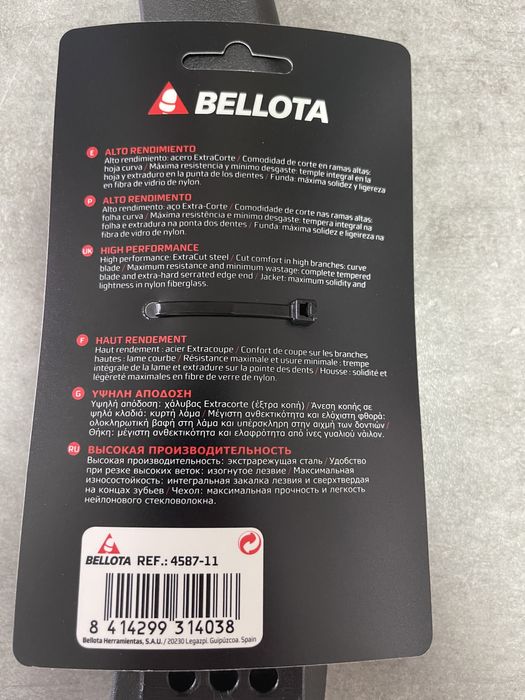 BELLOTA
E ALTO RENDIMIENTO
Alto rendimiento: acero ExtraCorte / Comodidad de corte en ramas altas:
hoja curva / Máxima resistencia y mínimo desgaste: temple integral en la
hoja y extraduro en la punta de los dientes / Funda: máxima solidez y ligereza
en fibra de vidrio de nylon.
P ALTO RENDIMENTO
Alto rendimento: aço Extra-Corte / Comodidade de corte nas ramas altas:
folha curva / Máxima resistência e mínimo desgaste: tempera integral na
folha e extradura na ponta dos dentes / Funda: máxima solidez e ligeireza na
fibra de vidro de nylon.
UK HIGH PERFORMANCE
High performance: ExtraCut steel / Cut comfort in high branches: curve
blade / Maximum resistance and minimum wastage: complete tempered
blade and extra-hard serrated edge end / Jacket: maximum solidity and
lightness in nylon fiberglass.
F HAUT RENDEMENT
Haut rendement : acier Extracoupe / Confort de coupe sur les branches
hautes : lame courbe / Résistance maximale et usure minimale : trempe
intégrale de la lame et extradure sur la pointe des dents / Housse : solidité et
légèreté maximales en fibre de verre de nylon.
G ΥΨΗΛΗ ΑΠΟΔΟΣΗ
Υψηλή απόδοση: χάλυβας Extracorte (έξτρα κοπή) / Άνεση κοπής σε
ψηλά κλαδιά: κυρτή λάμα / Μέγιστη ανθεκτικότητα και ελάχιστη φθορά:
ολοκληρωτική βαφή στη λάμα και υπέρσκληρη στην αιχμή των δοντιών /
Θήκη: μέγιστη ανθεκτικότητα και ελαφρότητα από ίνες γυαλιού νάιλον.
RU ВЫСОКАЯ ПРОИЗВОДИТЕЛЬНОСТЬ
Высокая производительность: экстрарежущая сталь / Удобство
при резке высоких веток: изогнутое лезвие / Максимальная
износостойкость: интегральная закалка лезвия и сверхтвердая
на концах зубьев / Чехол: максимальная прочность и легкость
нейлонового стекловолокна.
BELLOTA REF.: 4587-11
8 414299 314038
Bellota Herramientas, S.A.U. / 20230 Legazpi. Guipúzcoa. Spain